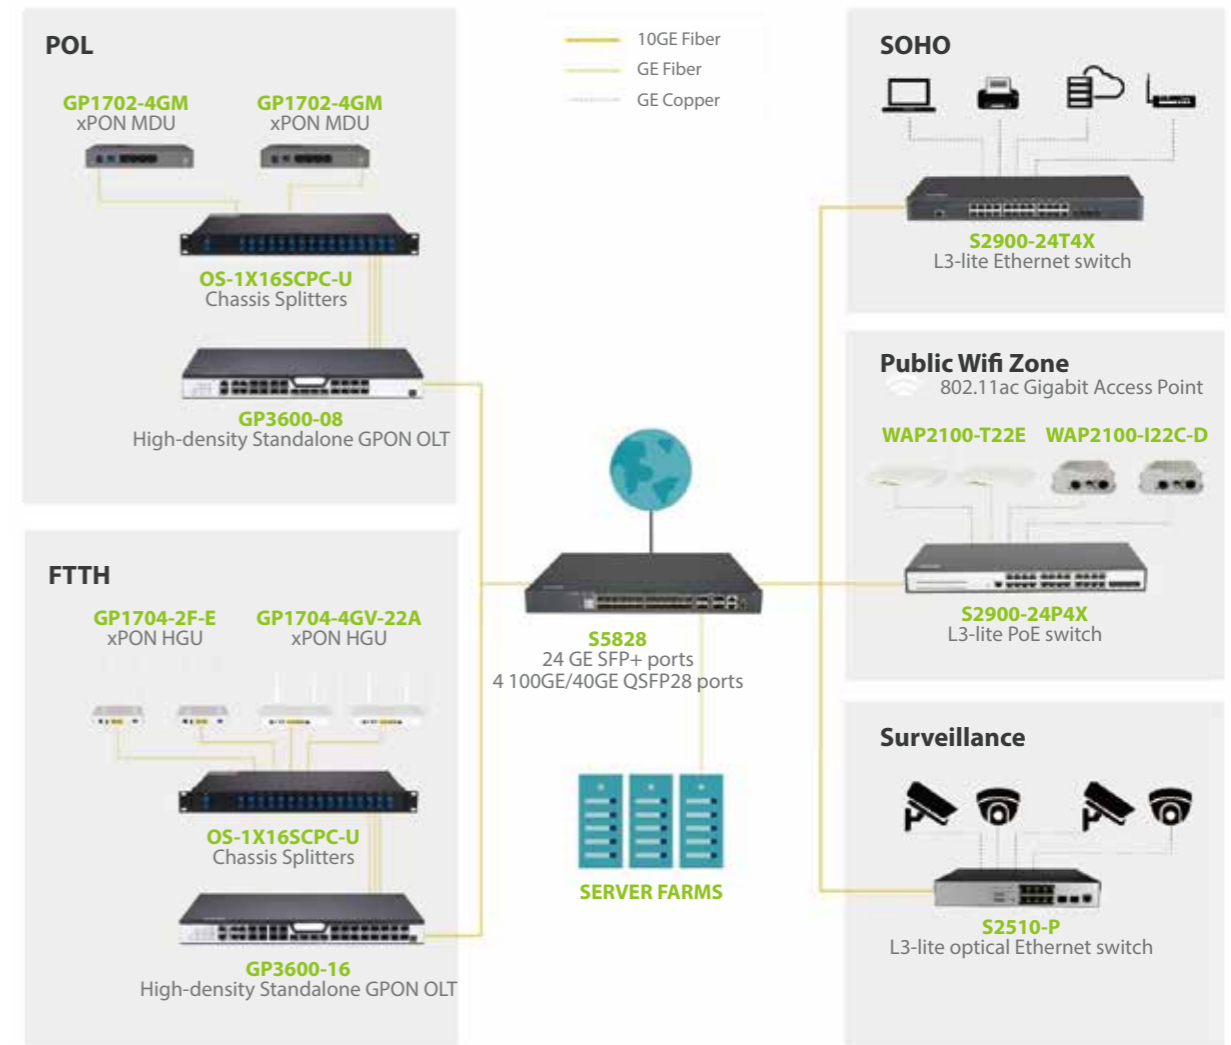 POL
GP1702-4GM
xPON MDU
GP1702-4GM
xPON MDU
OS-1X16SCPC-U
Chassis Splitters
GP3600-08
High-density Standalone GPON OLT
FTTH
GP1704-2F-E
xPON HGU
GP1704-4GV-22A
xPON HGU
OS-1X16SCPC-U
Chassis Splitters
GP3600-16
High-density Standalone GPON OLT
10GE Fiber
GE Fiber
GE Copper
S5828
24 GE SFP+ ports
4 100GE/40GE QSFP28 ports
SERVER FARMS
SOHO
S2900-24T4X
L3-lite Ethernet switch
Public Wifi Zone
802.11ac Gigabit Access Point
WAP2100-T22E
WAP2100-I22C-D
S2900-24P4X
L3-lite PoE switch
Surveillance
S2510-P
L3-lite optical Ethernet switch